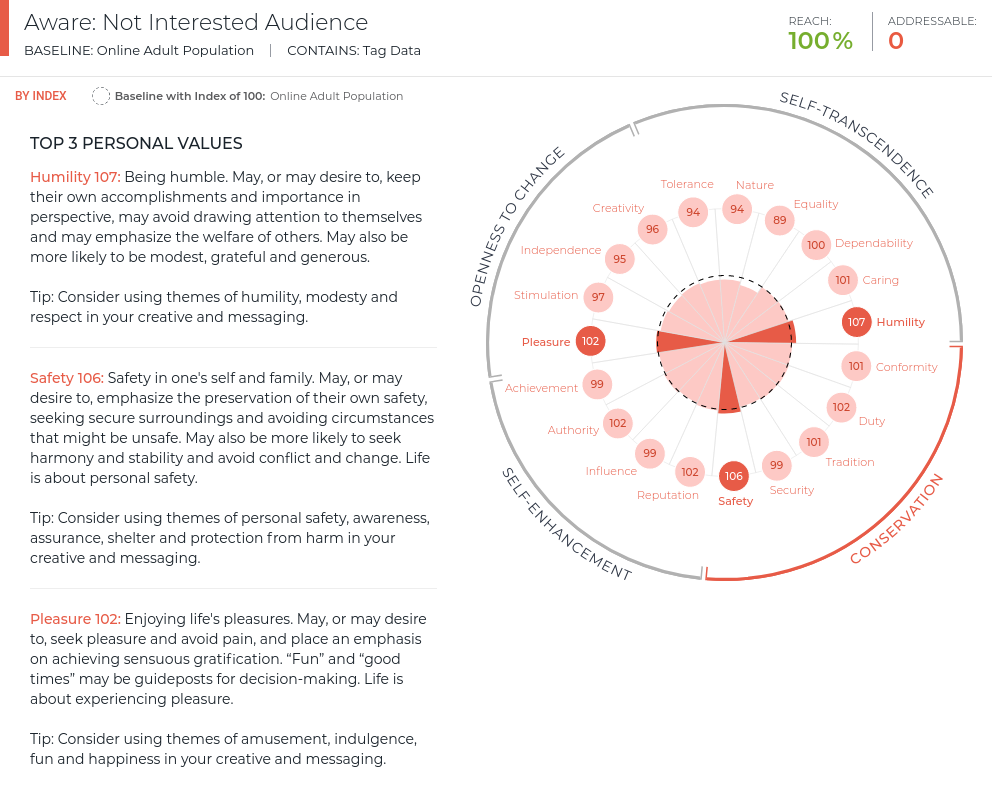 Aware: Not Interested Audience
BASELINE: Online Adult Population | CONTAINS: Tag Data
REACH:
100%
ADDRESSABLE:
0
BY INDEX
Baseline with Index of 100: Online Adult Population
TOP 3 PERSONAL VALUES
Humility 107: Being humble. May, or may desire to, keep
their own accomplishments and importance in
perspective, may avoid drawing attention to themselves
and may emphasize the welfare of others. May also be
more likely to be modest, grateful and generous.
Tip: Consider using themes of humility, modesty and
respect in your creative and messaging.
Safety 106: Safety in one's self and family. May, or may
desire to, emphasize the preservation of their own safety,
seeking secure surroundings and avoiding circumstances
that might be unsafe. May also be more likely to seek
harmony and stability and avoid conflict and change. Life
is about personal safety.
Tip: Consider using themes of personal safety, awareness,
assurance, shelter and protection from harm in your
creative and messaging.
Pleasure 102: Enjoying life's pleasures. May, or may desire
to, seek pleasure and avoid pain, and place an emphasis
on achieving sensuous gratification. “Fun” and “good
times” may be guideposts for decision-making. Life is
about experiencing pleasure.
Tip: Consider using themes of amusement, indulgence,
fun and happiness in your creative and messaging.
SELF-TRANSCENDENCE
Nature
94
Equality
89
Dependability
100
Caring
101
Humility
107
CONSERVATION
Conformity
101
Duty
102
Tradition
101
Security
99
Safety
106
SELF-ENHANCEMENT
Reputation
102
Influence
99
Authority
102
Achievement
99
OPENNESS TO CHANGE
Pleasure
102
Stimulation
97
Independence
95
Creativity
96
Tolerance
94